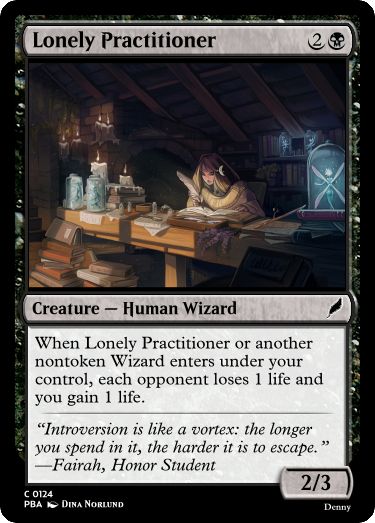 Lonely Practitioner 2
Creature — Human Wizard
When Lonely Practitioner or another
nontoken Wizard enters under your
control, each opponent loses 1 life and
you gain 1 life.
“Introversion is like a vortex: the longer
you spend in it, the harder it is to escape.”
—Fairah, Honor Student
2/3
C 0124
PBA Dina Norlund
Denny